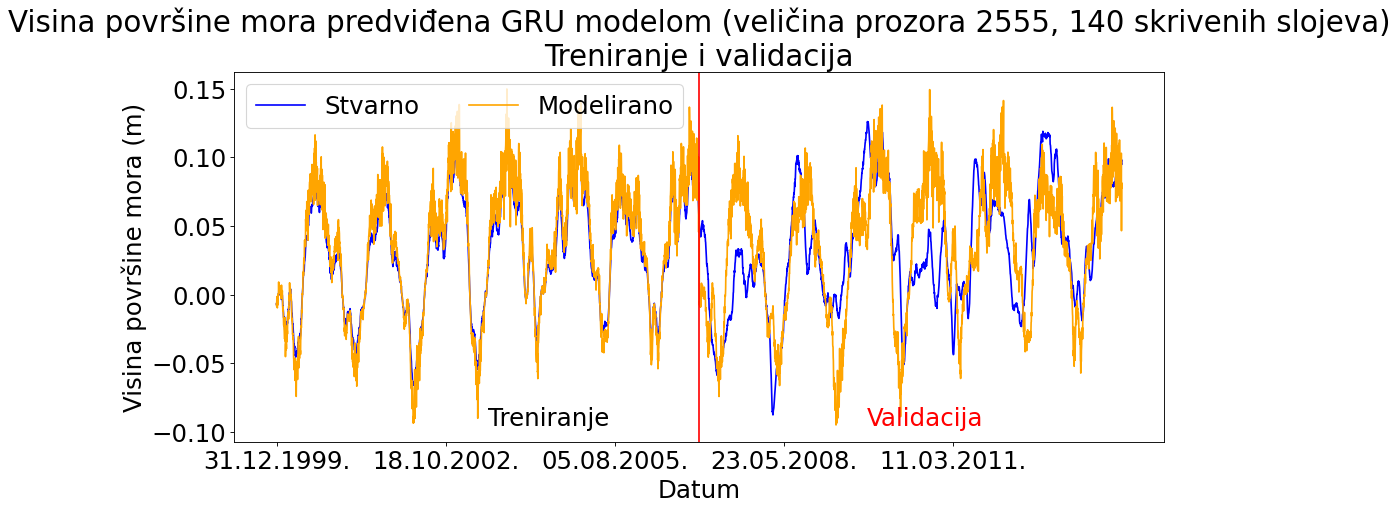 Visina površine mora predviđena GRU modelom (veličina prozora 2555, 140 skrivenih slojeva)
Treniranje i validacija
Stvarno
Modelirano
Visina površine mora (m)
0.15
0.10
0.05
0.00
−0.05
−0.10
Treniranje
Validacija
31.12.1999.
18.10.2002.
05.08.2005.
23.05.2008.
11.03.2011.
Datum